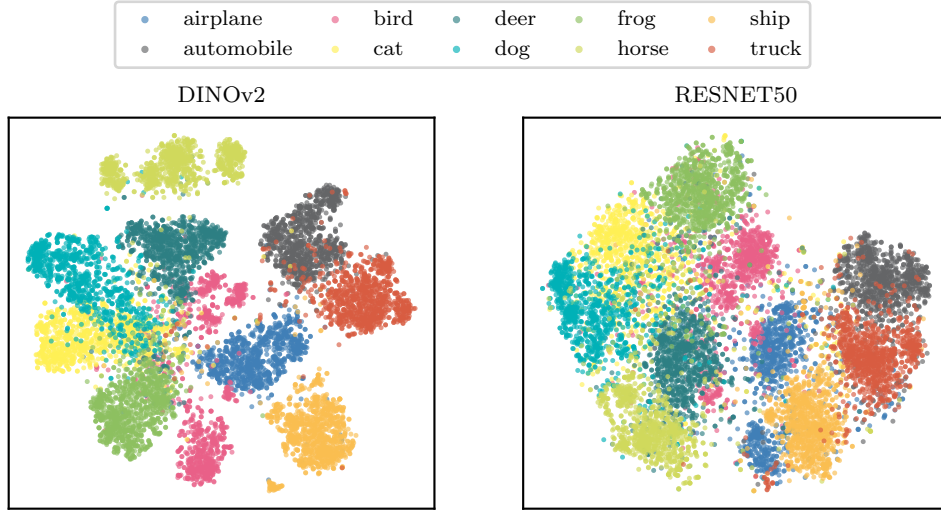 airplane bird deer frog ship
automobile cat dog horse truck
DINOv2 RESNET50